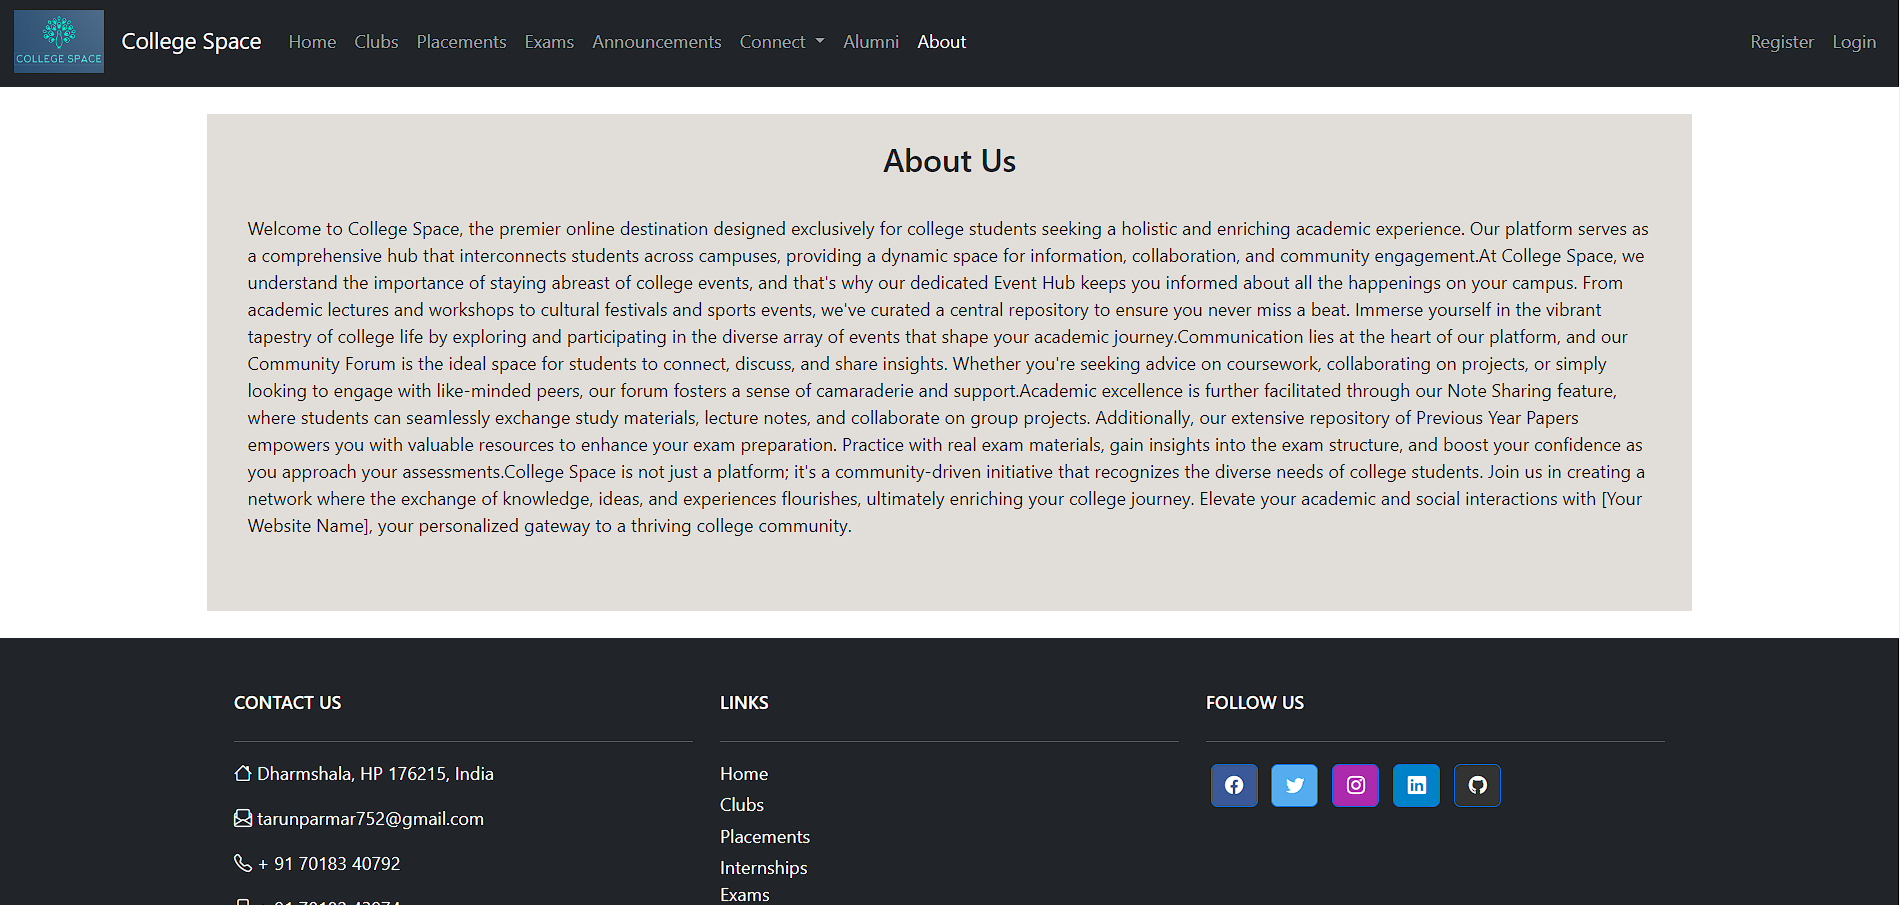 COLLEGE SPACE
College Space Home Clubs Placements Exams Announcements Connect Alumni About Register Login
About Us
Welcome to College Space, the premier online destination designed exclusively for college students seeking a holistic and enriching academic experience. Our platform serves as
a comprehensive hub that interconnects students across campuses, providing a dynamic space for information, collaboration, and community engagement.At College Space, we
understand the importance of staying abreast of college events, and that's why our dedicated Event Hub keeps you informed about all the happenings on your campus. From
academic lectures and workshops to cultural festivals and sports events, we've curated a central repository to ensure you never miss a beat. Immerse yourself in the vibrant
tapestry of college life by exploring and participating in the diverse array of events that shape your academic journey.Communication lies at the heart of our platform, and our
Community Forum is the ideal space for students to connect, discuss, and share insights. Whether you're seeking advice on coursework, collaborating on projects, or simply
looking to engage with like-minded peers, our forum fosters a sense of camaraderie and support.Academic excellence is further facilitated through our Note Sharing feature,
where students can seamlessly exchange study materials, lecture notes, and collaborate on group projects. Additionally, our extensive repository of Previous Year Papers
empowers you with valuable resources to enhance your exam preparation. Practice with real exam materials, gain insights into the exam structure, and boost your confidence as
you approach your assessments.College Space is not just a platform; it's a community-driven initiative that recognizes the diverse needs of college students. Join us in creating a
network where the exchange of knowledge, ideas, and experiences flourishes, ultimately enriching your college journey. Elevate your academic and social interactions with [Your
Website Name], your personalized gateway to a thriving college community.
CONTACT US
Dharmshala, HP 176215, India
tarunparmar752@gmail.com
+ 91 70183 40792
LINKS
Home
Clubs
Placements
Internships
Exams
FOLLOW US